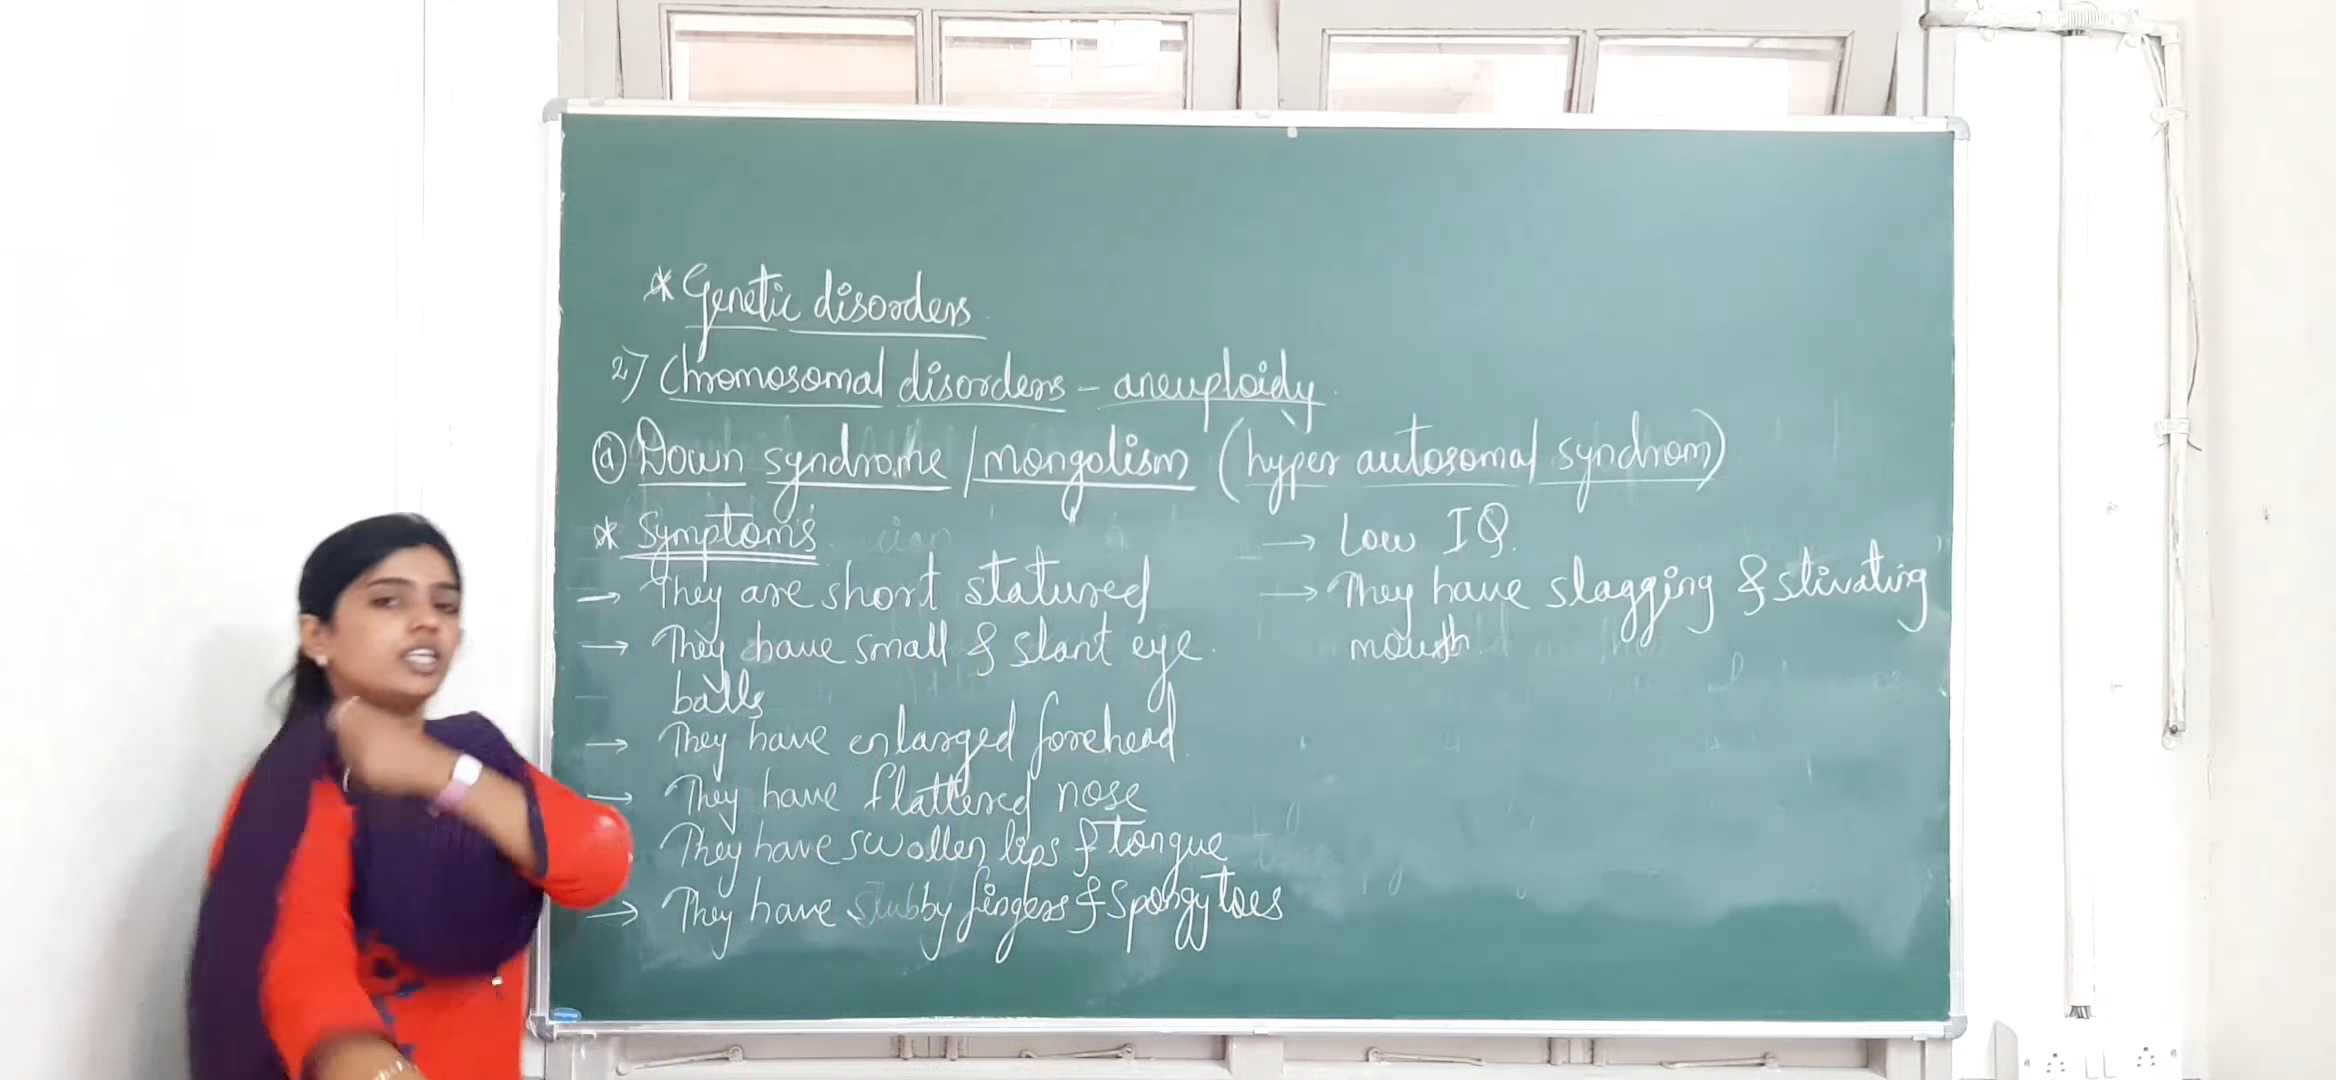 * Genetic disorders
2) Chromosomal disorders - aneuploidy
(a) Down syndrome / mongolism (hyper autosomal syndrom)
* Symptoms
→ They are short statured
→ They have small & slant eye
balls
→ They have enlarged forehead
→ They have flattered nose
They have swollen lips & tongue
→ They have stubby fingers & spongy toes
→ Low IQ.
→ They have slagging & slivating
mouth.